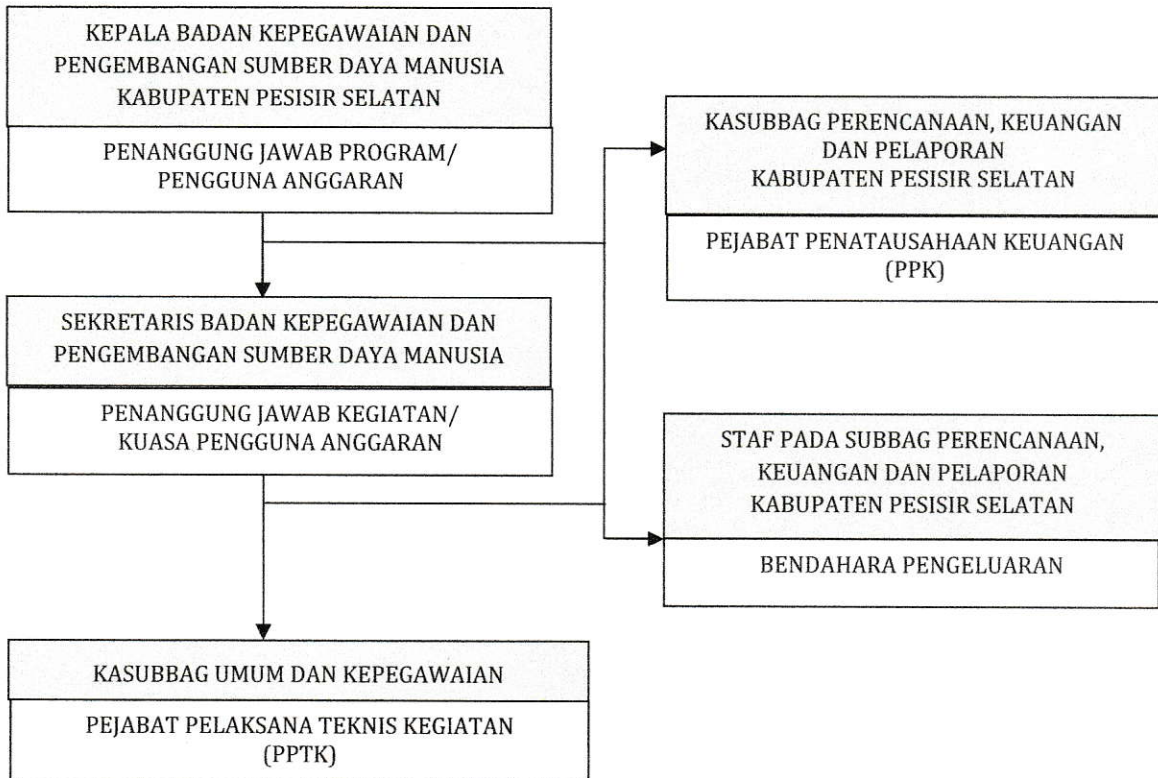 KEPALA BADAN KEPEGAWAIAN DAN
PENGEMBANGAN SUMBER DAYA MANUSIA
KABUPATEN PESISIR SELATAN
PENANGGUNG JAWAB PROGRAM/
PENGGUNA ANGGARAN
KASUBBAG PERENCANAAN, KEUANGAN
DAN PELAPORAN
KABUPATEN PESISIR SELATAN
PEJABAT PENATAUSAHAAN KEUANGAN
(PPK)
SEKRETARIS BADAN KEPEGAWAIAN DAN
PENGEMBANGAN SUMBER DAYA MANUSIA
PENANGGUNG JAWAB KEGIATAN/
KUASA PENGGUNA ANGGARAN
STAF PADA SUBBAG PERENCANAAN,
KEUANGAN DAN PELAPORAN
KABUPATEN PESISIR SELATAN
BENDAHARA PENGELUARAN
KASUBBAG UMUM DAN KEPEGAWAIAN
PEJABAT PELAKSANA TEKNIS KEGIATAN
(PPTK)